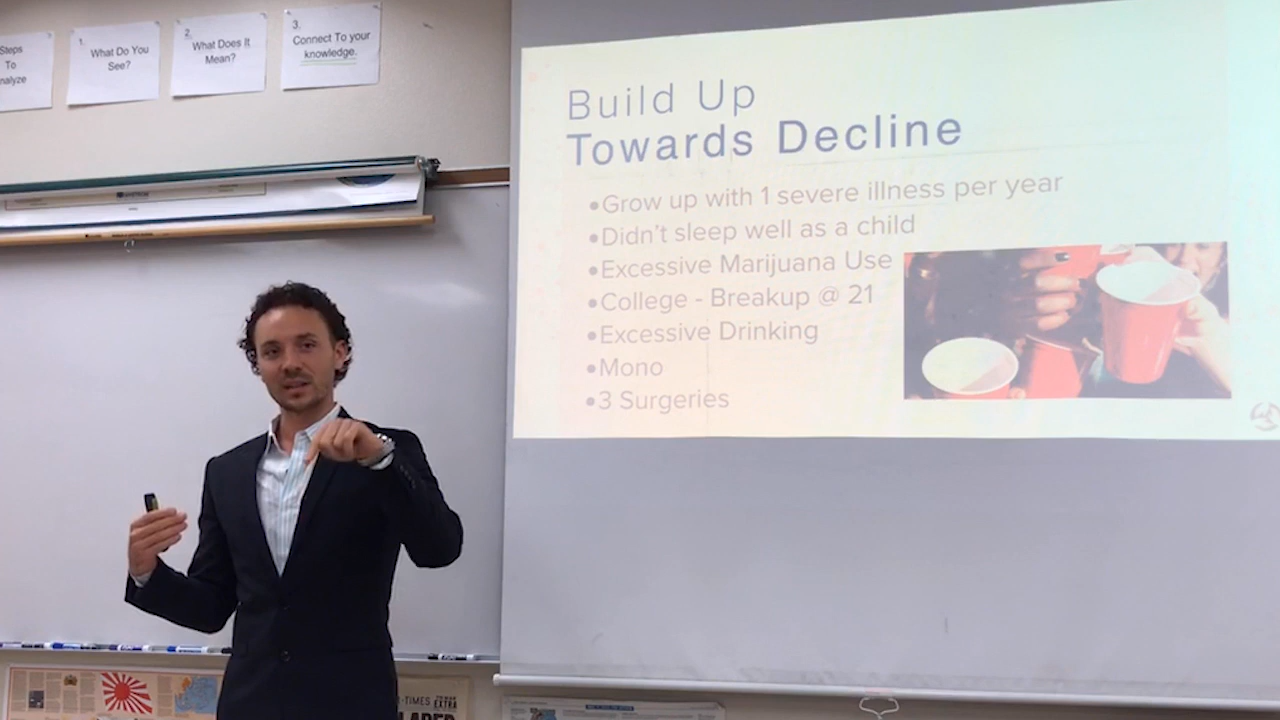 Steps
To
nalyze
1.
What Do You
See?
2.
What Does It
Mean?
3.
Connect To your
knowledge.
Build Up
Towards Decline
•Grow up with 1 severe illness per year
•Didn't sleep well as a child
•Excessive Marijuana Use
•College - Breakup @ 21
•Excessive Drinking
•Mono
•3 Surgeries
-TIMES EXTRA